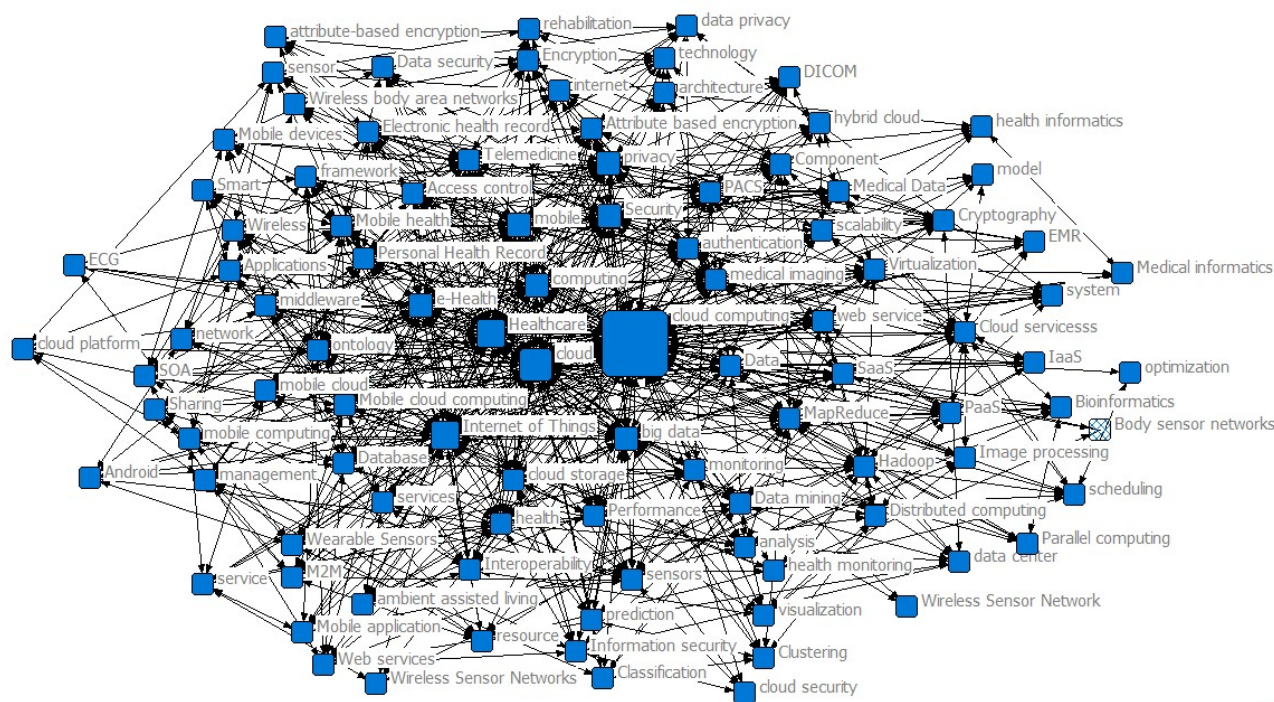 attribute-based encryption
rehabilitation
data privacy
sensor
Data security
Encryption
technology
DICOM
Wireless body area networks
internet
architecture
Mobile devices
Electronic health record
Attribute based encryption
hybrid cloud
health informatics
Telemedicine
privacy
Component
framework
model
Smart
Access control
PACS
Medical Data
Wireless
Mobile health
mobile
Security
scalability
Cryptography
EMR
authentication
ECG
Applications
Personal Health Record
medical imaging
Virtualization
Medical informatics
computing
middleware
e-Health
system
cloud computing
web service
Cloud servicesss
network
Healthcare
cloud platform
ontology
cloud
Data
IaaS
SOA
SaaS
optimization
mobile cloud
Mobile cloud computing
Sharing
MapReduce
PaaS
Bioinformatics
mobile computing
Internet of Things
big data
Body sensor networks
Database
Hadoop
Image processing
Android
management
cloud storage
monitoring
scheduling
services
Data mining
health
Performance
Distributed computing
Wearable Sensors
analysis
Parallel computing
service
M2M
Interoperability
sensors
health monitoring
data center
ambient assisted living
Wireless Sensor Network
Mobile application
resource
prediction
visualization
Web services
Information security
Clustering
Wireless Sensor Networks
Classification
cloud security